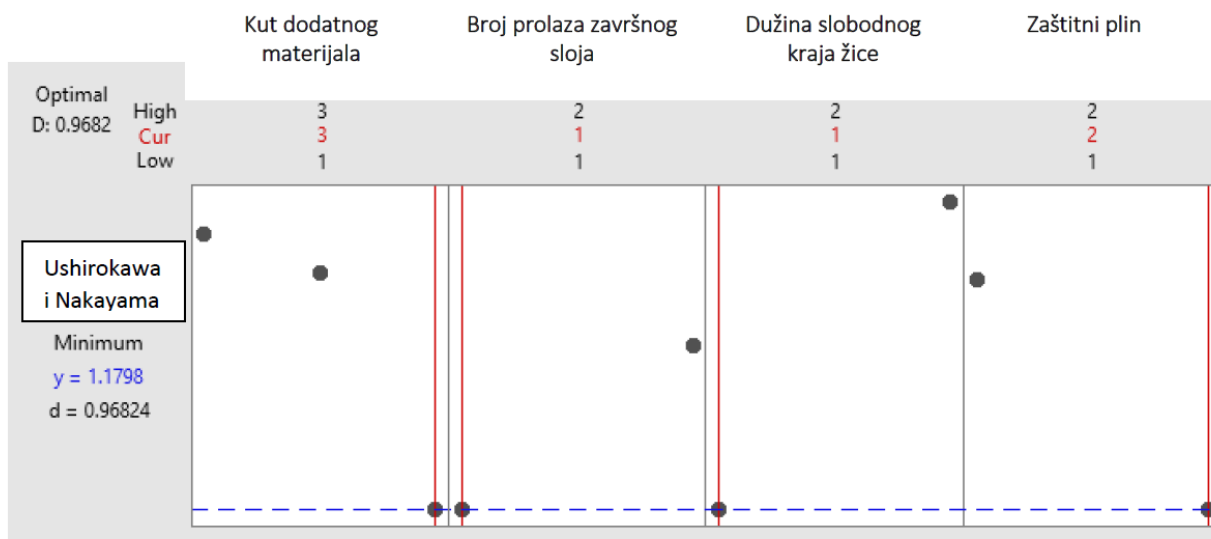 Kut dodatnog
materijala
Broj prolaza završnog
sloja
Dužina slobodnog
kraja žice
Zaštitni plin
Optimal
D: 0.9682
High 3 2 2 2
Cur 3 1 1 2
Low 1 1 1 1
Ushirokawa
i Nakayama
Minimum
y = 1.1798
d = 0.96824